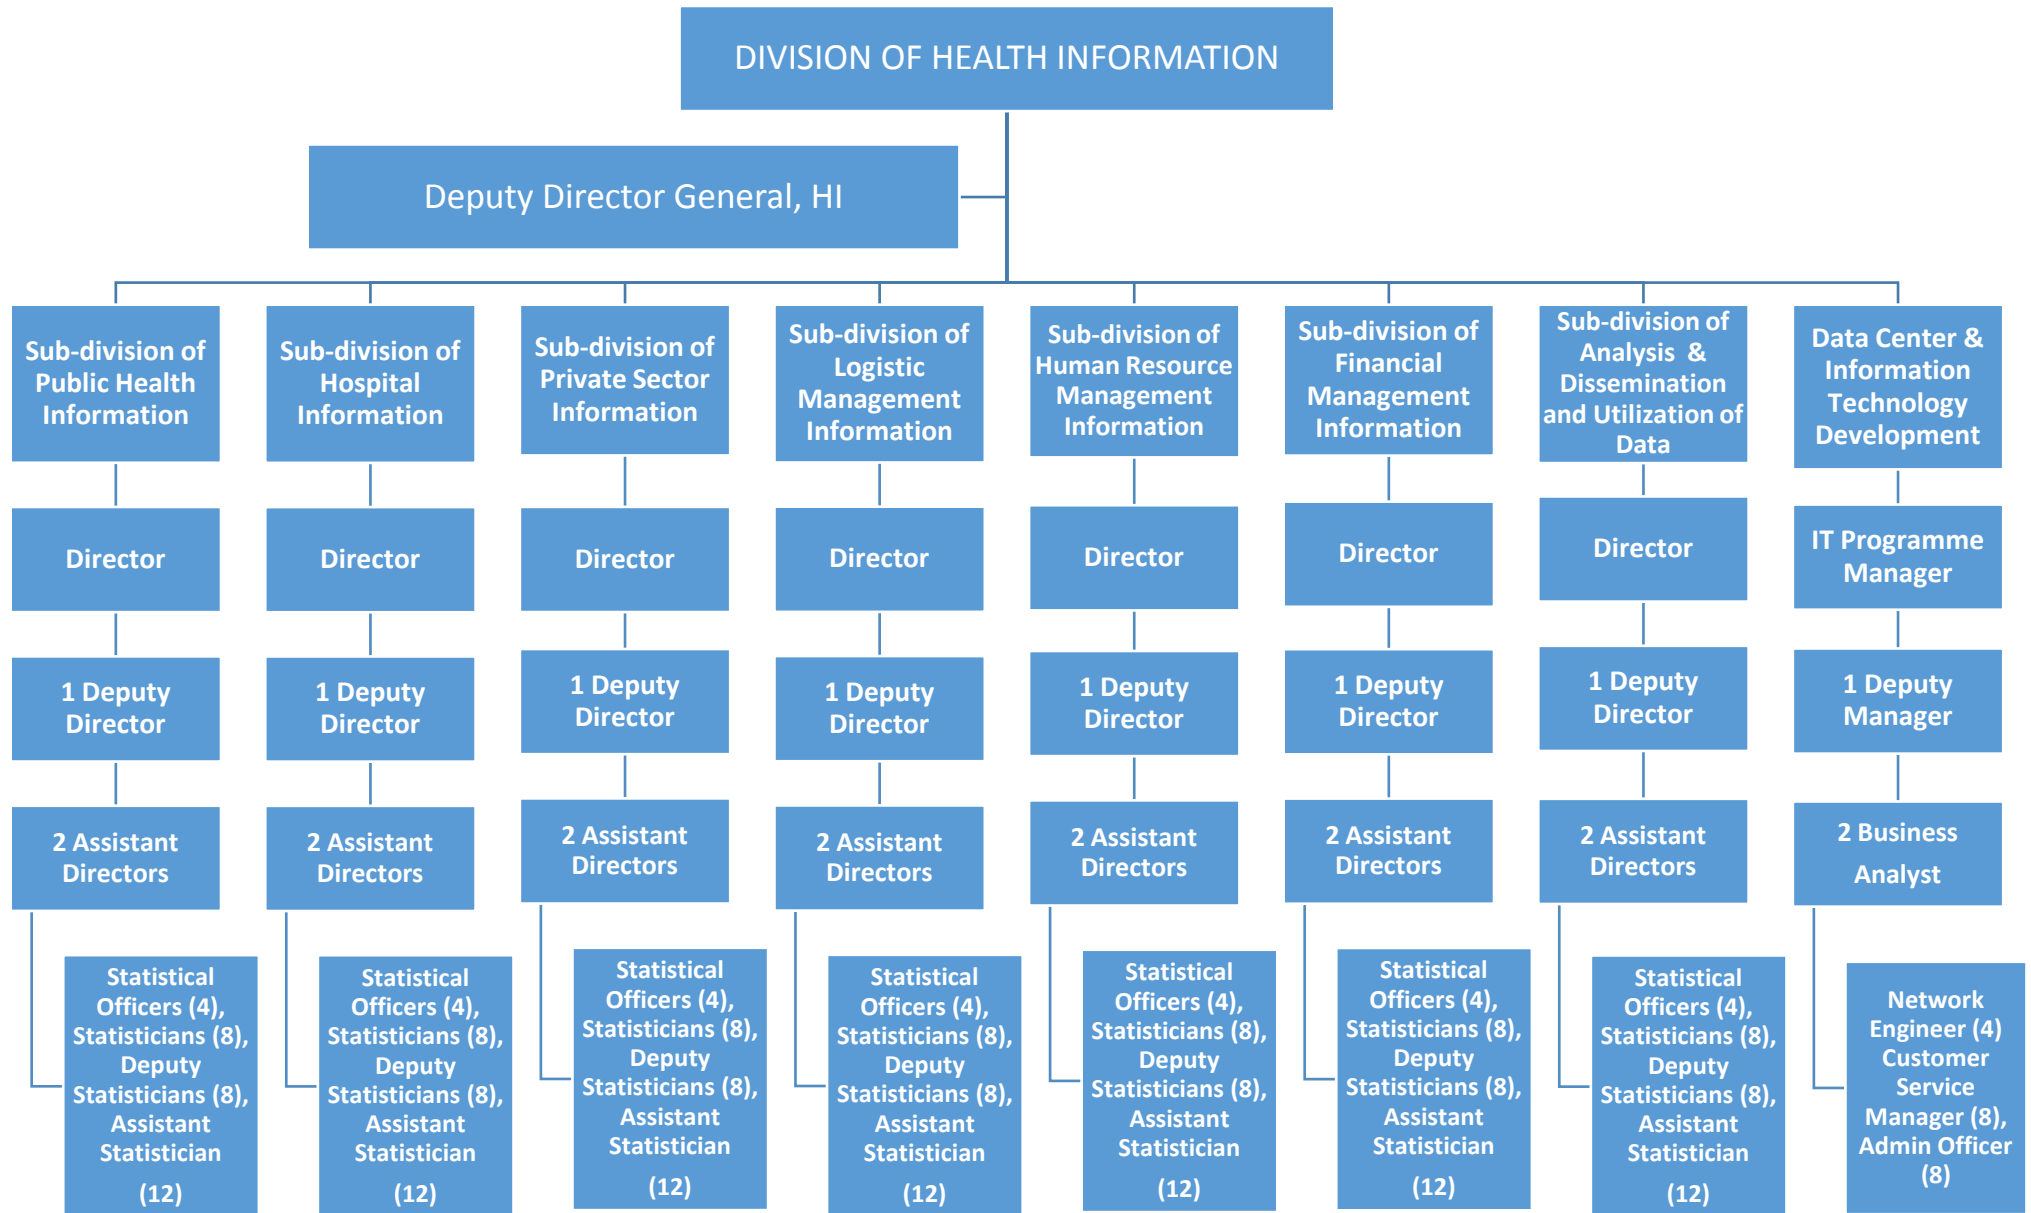 DIVISION OF HEALTH INFORMATION
Deputy Director General, HI
Sub-division of
Public Health
Information
Director
1 Deputy
Director
2 Assistant
Directors
Statistical
Officers (4),
Statisticians (8),
Deputy
Statisticians (8),
Assistant
Statistician
(12)
Sub-division of
Hospital
Information
Director
1 Deputy
Director
2 Assistant
Directors
Statistical
Officers (4),
Statisticians (8),
Deputy
Statisticians (8),
Assistant
Statistician
(12)
Sub-division of
Private Sector
Information
Director
1 Deputy
Director
2 Assistant
Directors
Statistical
Officers (4),
Statisticians (8),
Deputy
Statisticians (8),
Assistant
Statistician
(12)
Sub-division of
Logistic
Management
Information
Director
1 Deputy
Director
2 Assistant
Directors
Statistical
Officers (4),
Statisticians (8),
Deputy
Statisticians (8),
Assistant
Statistician
(12)
Sub-division of
Human Resource
Management
Information
Director
1 Deputy
Director
2 Assistant
Directors
Statistical
Officers (4),
Statisticians (8),
Deputy
Statisticians (8),
Assistant
Statistician
(12)
Sub-division of
Financial
Management
Information
Director
1 Deputy
Director
2 Assistant
Directors
Statistical
Officers (4),
Statisticians (8),
Deputy
Statisticians (8),
Assistant
Statistician
(12)
Sub-division of
Analysis &
Dissemination
and Utilization of
Data
Director
1 Deputy
Director
2 Assistant
Directors
Statistical
Officers (4),
Statisticians (8),
Deputy
Statisticians (8),
Assistant
Statistician
(12)
Data Center &
Information
Technology
Development
IT Programme
Manager
1 Deputy
Manager
2 Business
Analyst
Network
Engineer (4)
Customer
Service
Manager (8),
Admin Officer
(8)